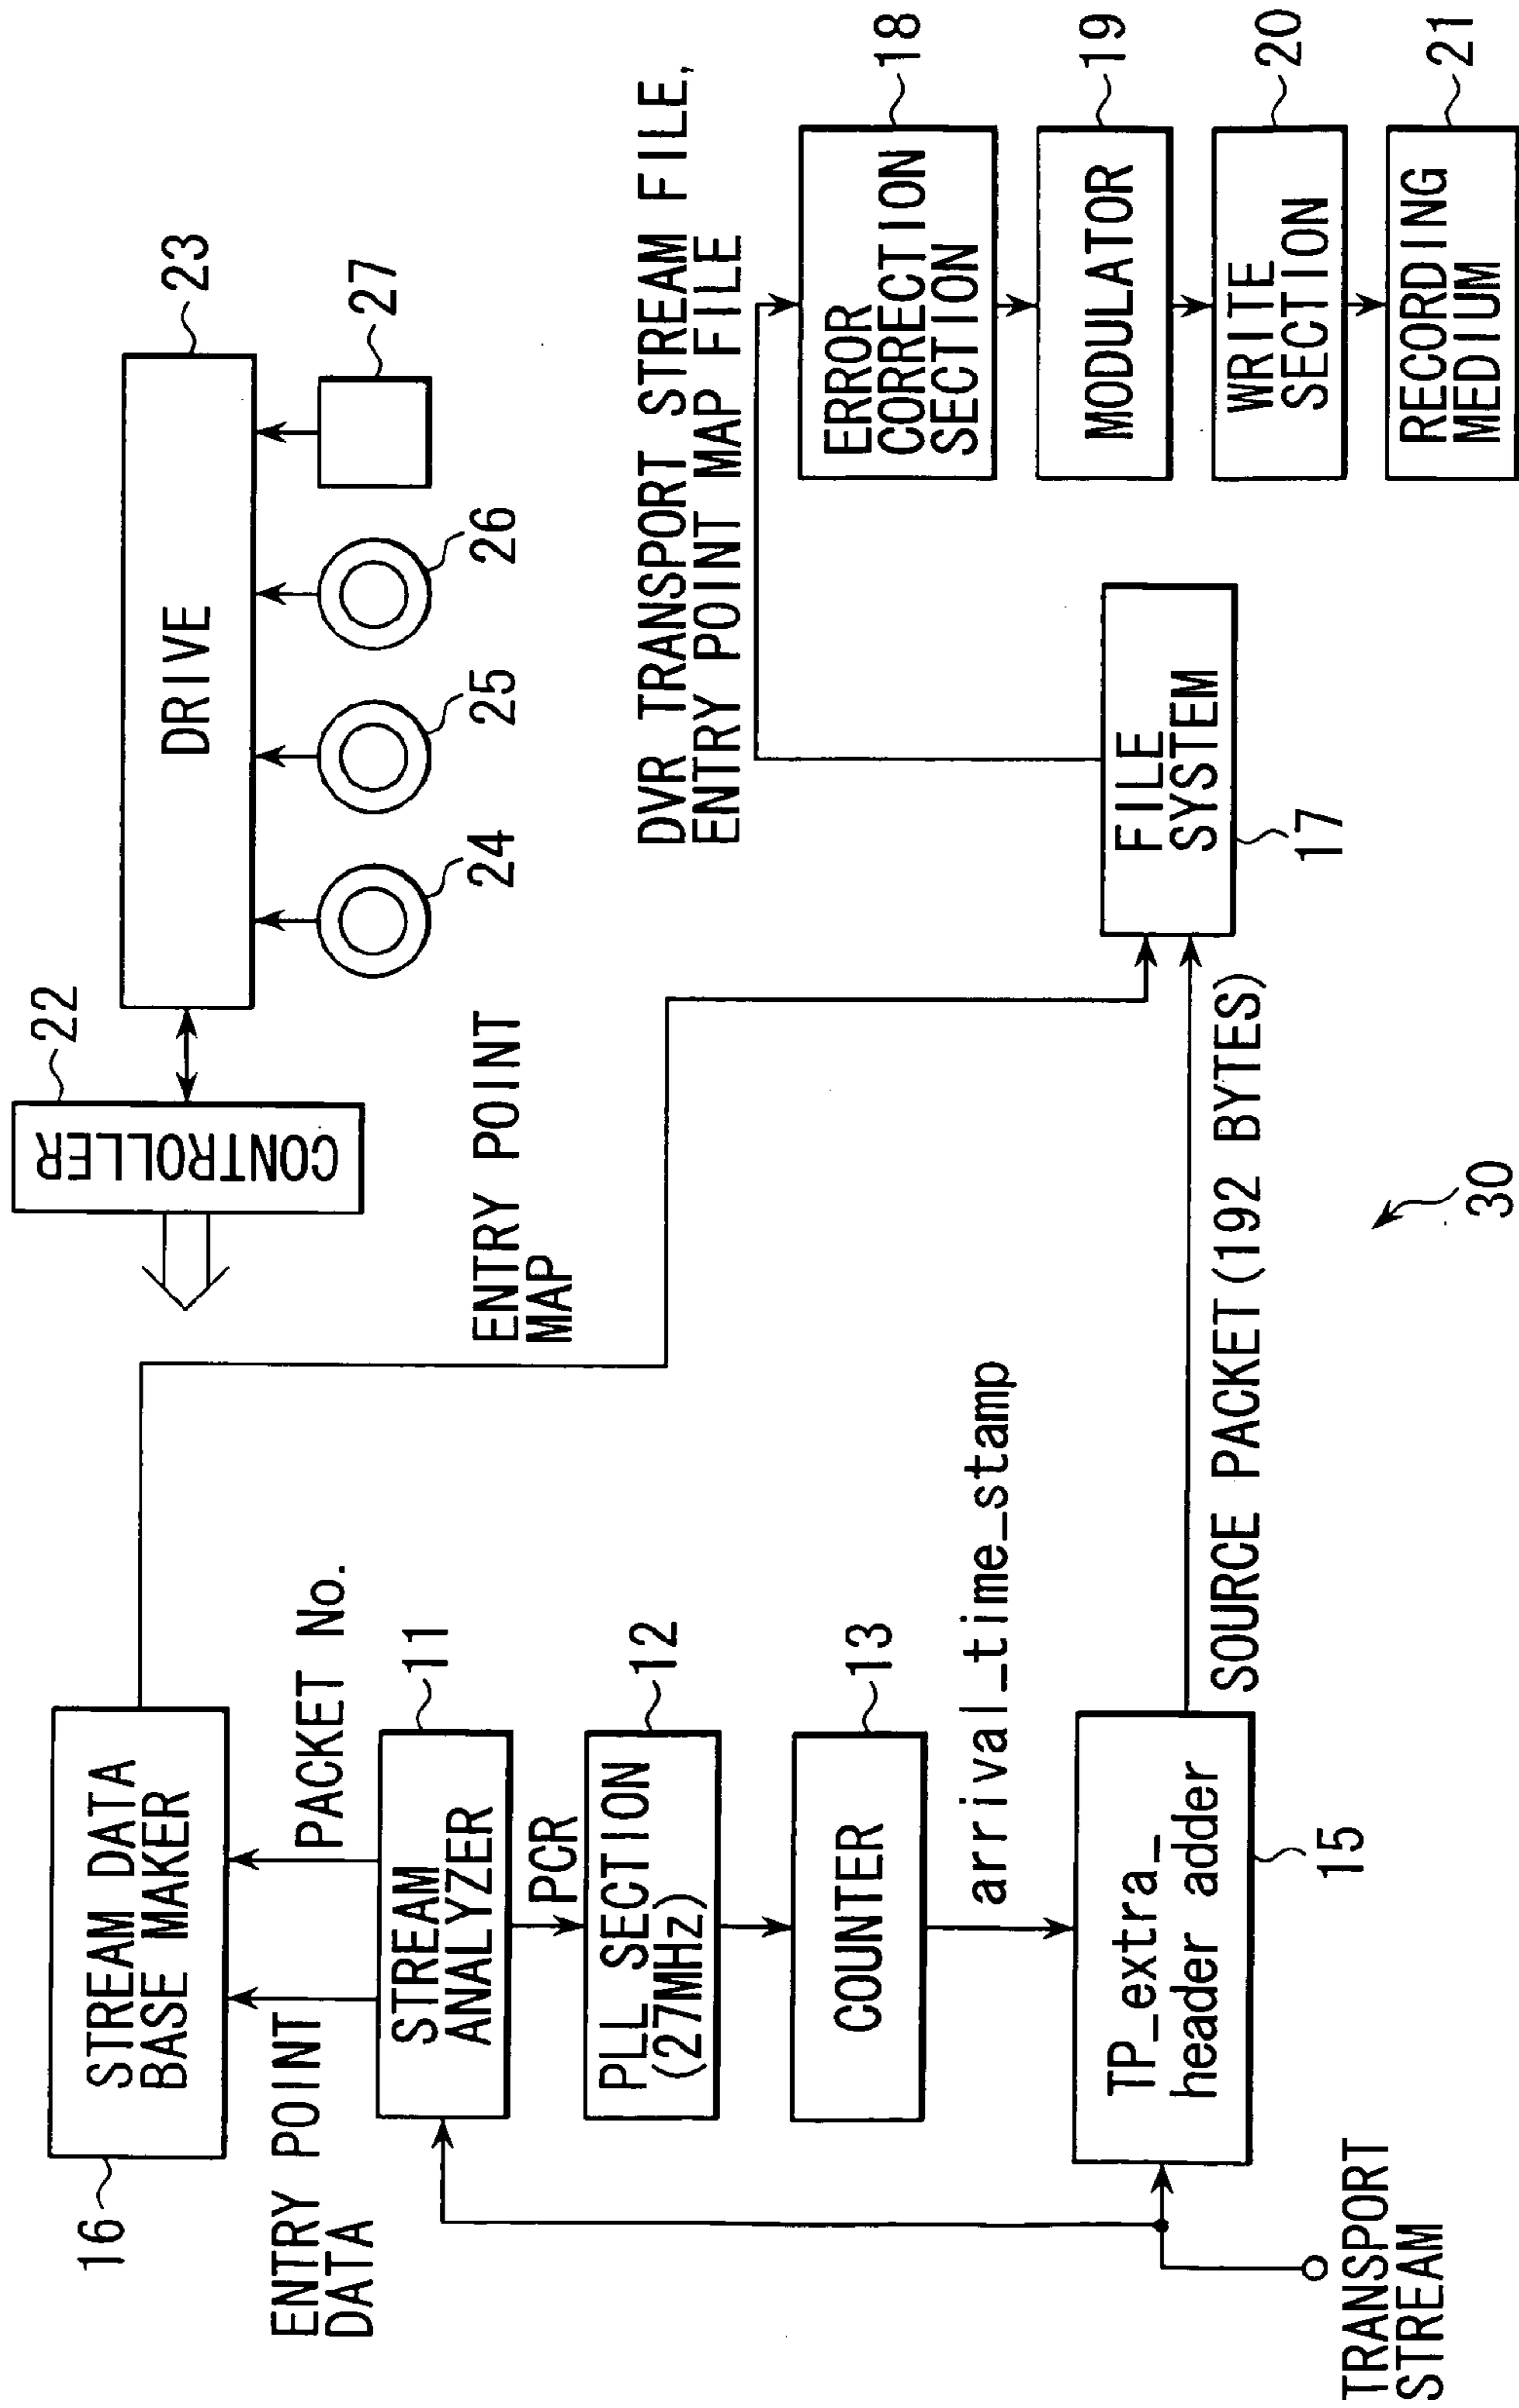 16
STREAM DATA
BASE MAKER
ENTRY POINT
DATA
PACKET No.
STREAM
ANALYZER
11
PCR
PLL SECTION
(27MHz)
12
COUNTER
13
arrival_time_stamp
TP_extra_
header adder
15
TRANSPORT
STREAM
SOURCE PACKET(192 BYTES)
ENTRY POINT
MAP
CONTROLLER
22
DRIVE
23
24
25
26
27
FILE
SYSTEM
17
DVR TRANSPORT STREAM FILE,
ENTRY POINT MAP FILE
ERROR
CORRECTION
SECTION
18
MODULATOR
19
WRITE
SECTION
20
RECORDING
MEDIUM
21
30